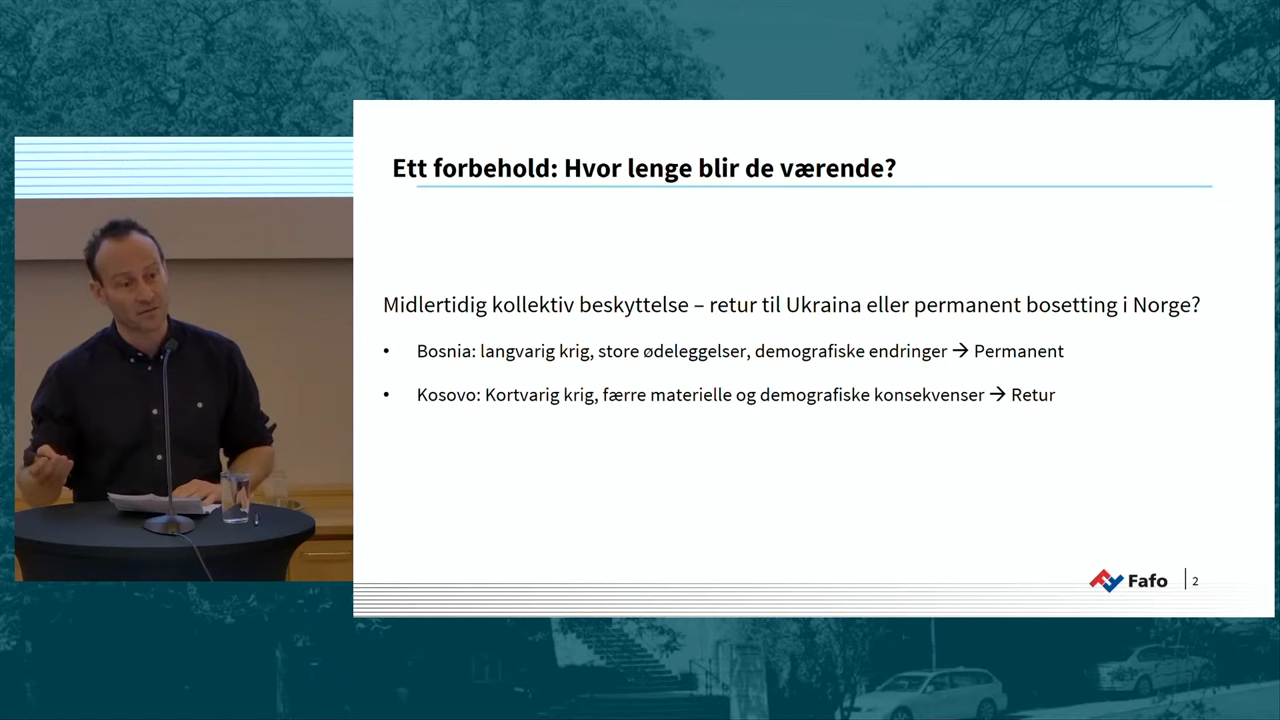 Ett forbehold: Hvor lenge blir de værende?
Midlertidig kollektiv beskyttelse – retur til Ukraina eller permanent bosetting i Norge?
• Bosnia: langvarig krig, store ødeleggelser, demografiske endringer → Permanent
• Kosovo: Kortvarig krig, færre materielle og demografiske konsekvenser → Retur
Fafo | 2